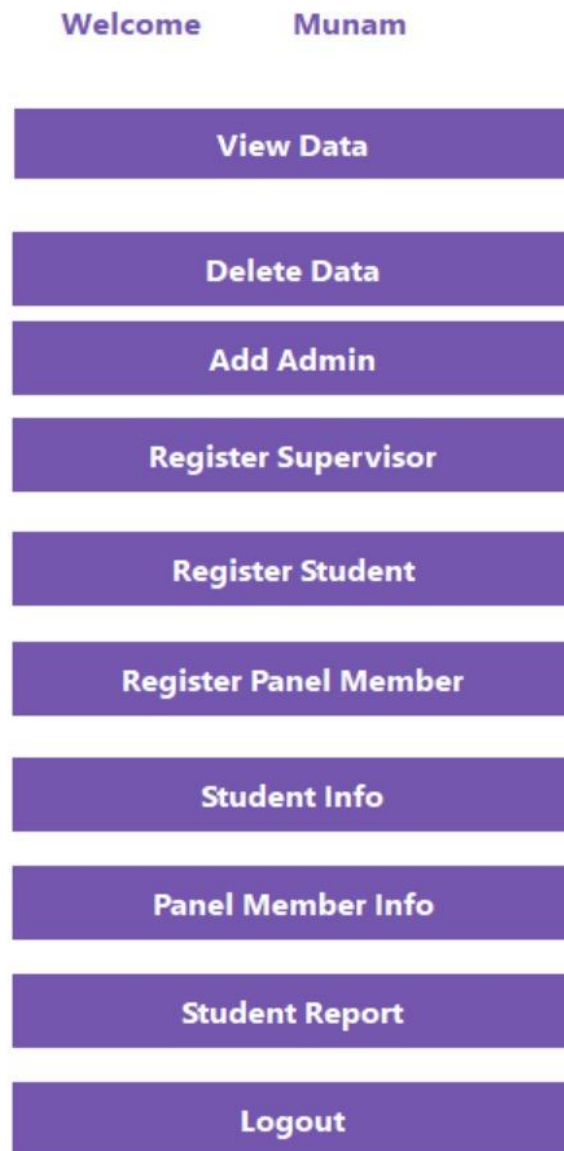 Welcome Munam
View Data
Delete Data
Add Admin
Register Supervisor
Register Student
Register Panel Member
Student Info
Panel Member Info
Student Report
Logout